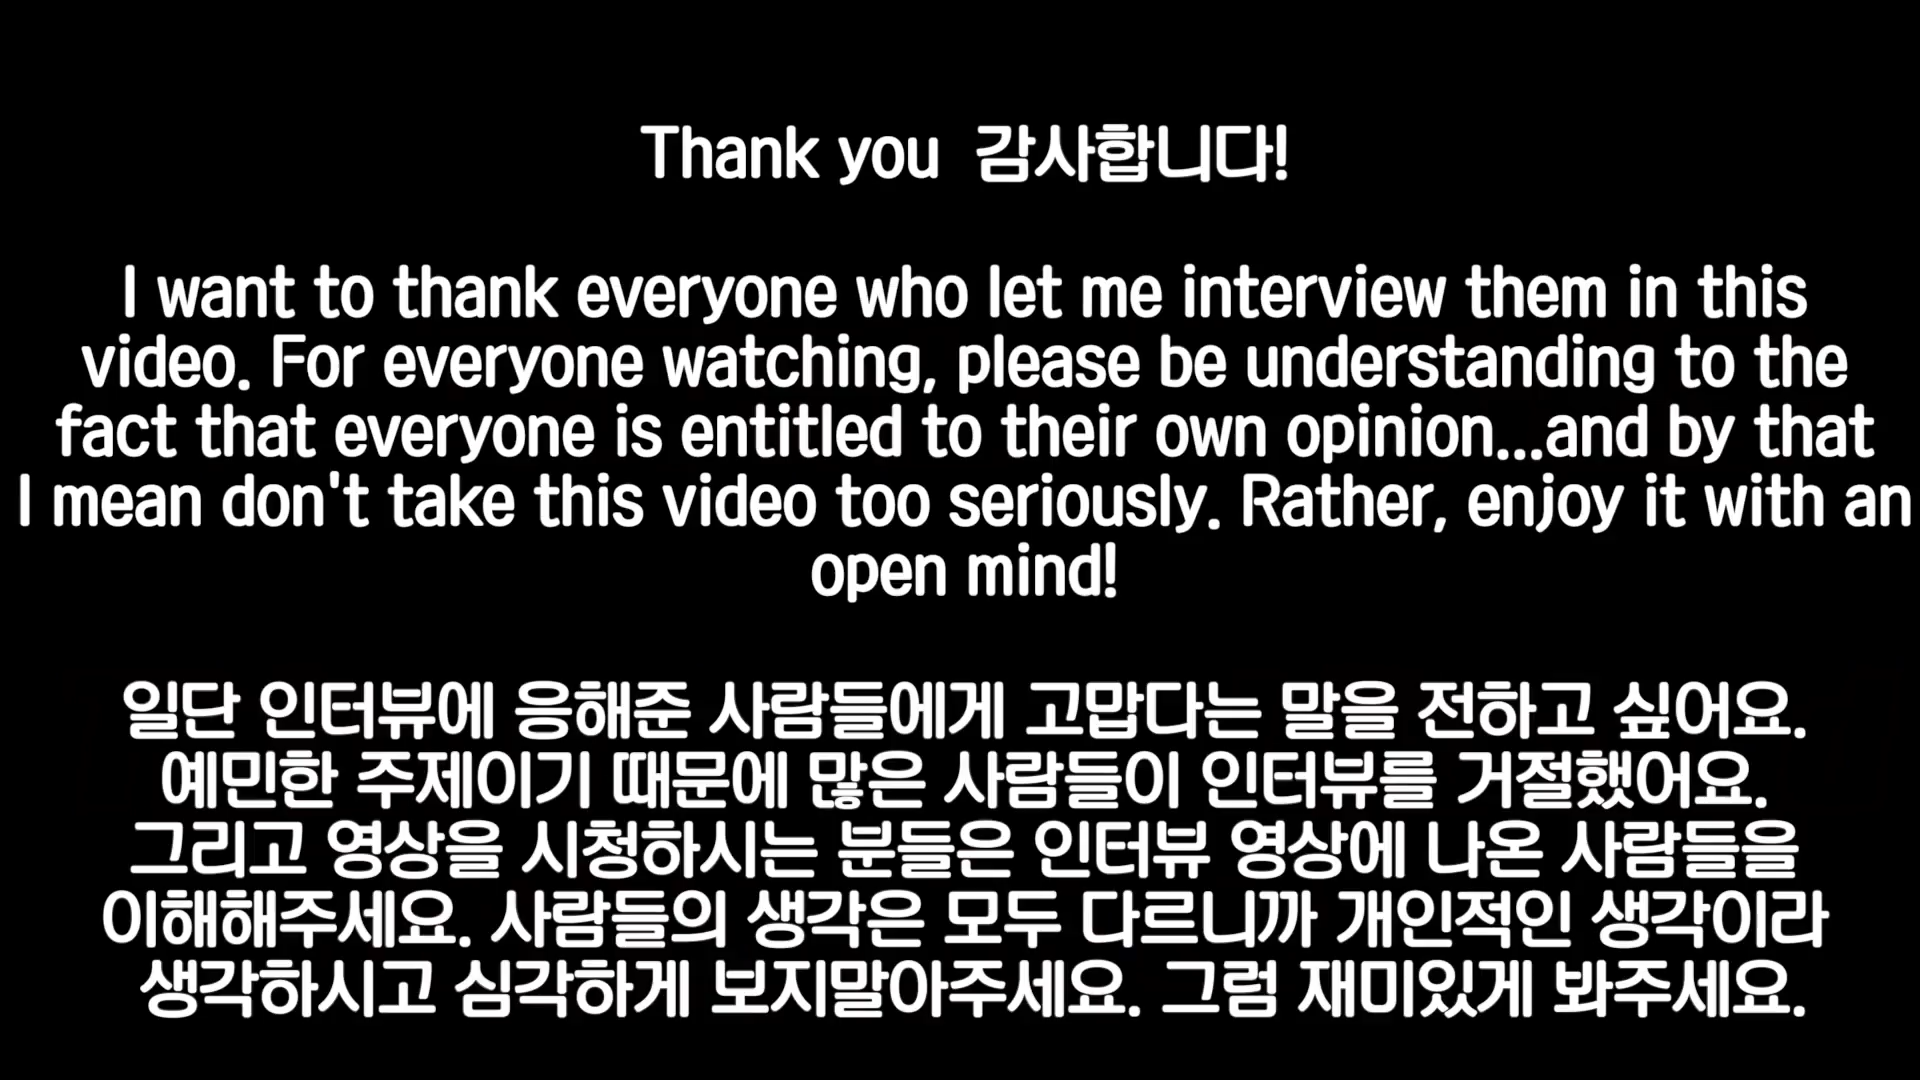 Thank you 감사합니다!
I want to thank everyone who let me interview them in this
video. For everyone watching, please be understanding to the
fact that everyone is entitled to their own opinion...and by that
I mean don't take this video too seriously. Rather, enjoy it with an
open mind!
일단 인터뷰에 응해준 사람들에게 고맙다는 말을 전하고 싶어요.
예민한 주제이기 때문에 많은 사람들이 인터뷰를 거절했어요.
그리고 영상을 시청하시는 분들은 인터뷰 영상에 나온 사람들을
이해해주세요. 사람들의 생각은 모두 다르니까 개인적인 생각이라
생각하시고 심각하게 보지말아주세요. 그럼 재미있게 봐주세요.